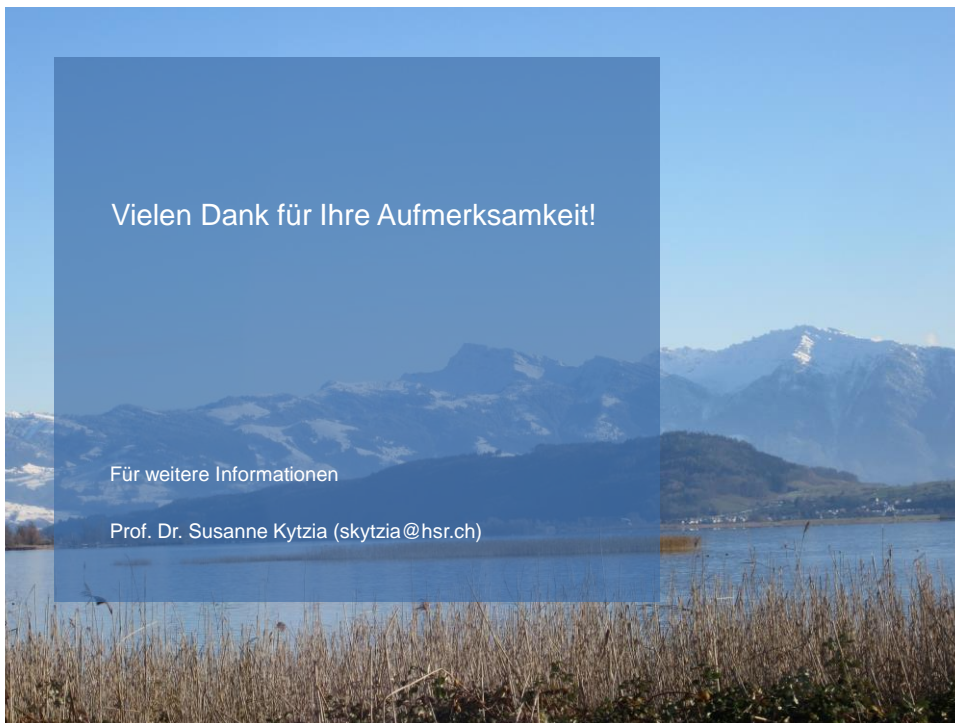 Vielen Dank für Ihre Aufmerksamkeit!
Für weitere Informationen
Prof. Dr. Susanne Kytzia (skytzia@hsr.ch)